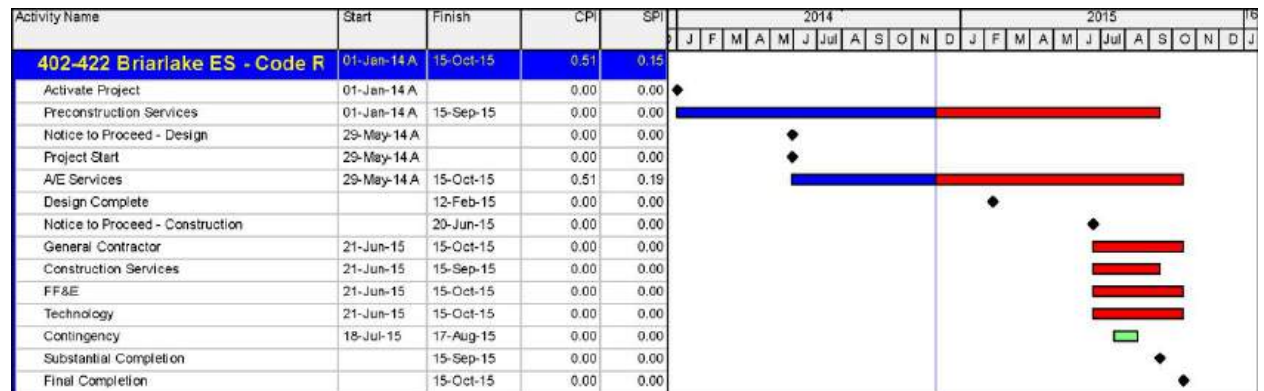 Activity Name Start Finish CPI SPI 2014 2015 16
J F M A M J Jul A S O N D J F M A M J Jul A S O N D J
402-422 Briarlake ES - Code R 01-Jan-14 A 15-Oct-15 0.51 0.15
Activate Project 01-Jan-14 A 0.00 0.00
Preconstruction Services 01-Jan-14 A 15-Sep-15 0.00 0.00
Notice to Proceed - Design 29-May-14 A 0.00 0.00
Project Start 29-May-14 A 0.00 0.00
A/E Services 29-May-14 A 15-Oct-15 0.51 0.19
Design Complete 12-Feb-15 0.00 0.00
Notice to Proceed - Construction 20-Jun-15 0.00 0.00
General Contractor 21-Jun-15 15-Oct-15 0.00 0.00
Construction Services 21-Jun-15 15-Sep-15 0.00 0.00
FF&E 21-Jun-15 15-Oct-15 0.00 0.00
Technology 21-Jun-15 15-Oct-15 0.00 0.00
Contingency 18-Jul-15 17-Aug-15 0.00 0.00
Substantial Completion 15-Sep-15 0.00 0.00
Final Completion 15-Oct-15 0.00 0.00